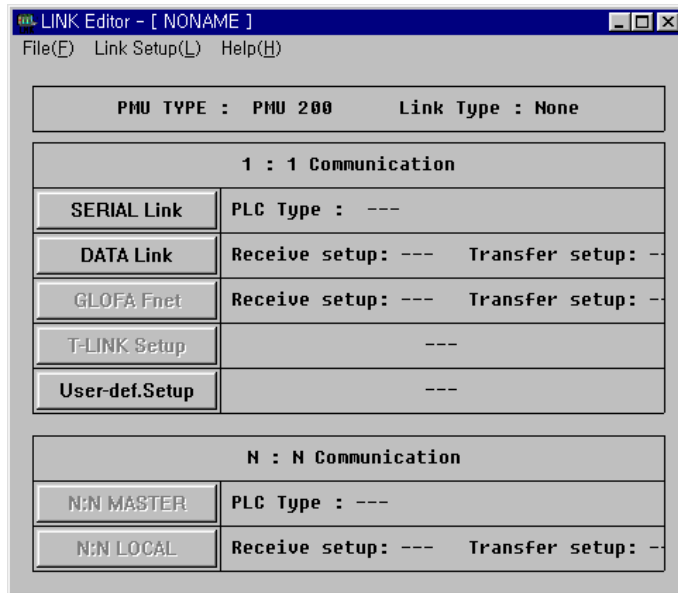 LINK Editor - [ NONAME ]
File(F) Link Setup(L) Help(H)
PMU TYPE : PMU 200 Link Type : None
1 : 1 Communication
SERIAL Link PLC Type : ---
DATA Link Receive setup: --- Transfer setup: --
GLOFA Fnet Receive setup: --- Transfer setup: --
T-LINK Setup ---
User-def.Setup ---
N : N Communication
N:N MASTER PLC Type : ---
N:N LOCAL Receive setup: --- Transfer setup: --